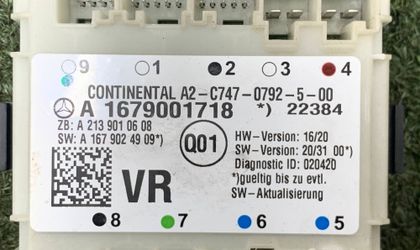 9 1 2 3 4
CONTINENTAL A2-C747-0792-5-00
A 1679001718 *) 22384
ZB: A 213 901 06 08
SW: A 167 902 44 09*)
Q01
HW-Version: 16/20
SW-Version: 20/31 00*)
Diagnostic ID: 020420
*)gueltig bis zu evtl.
SW-Aktualisierung
VR
8 7 6 5